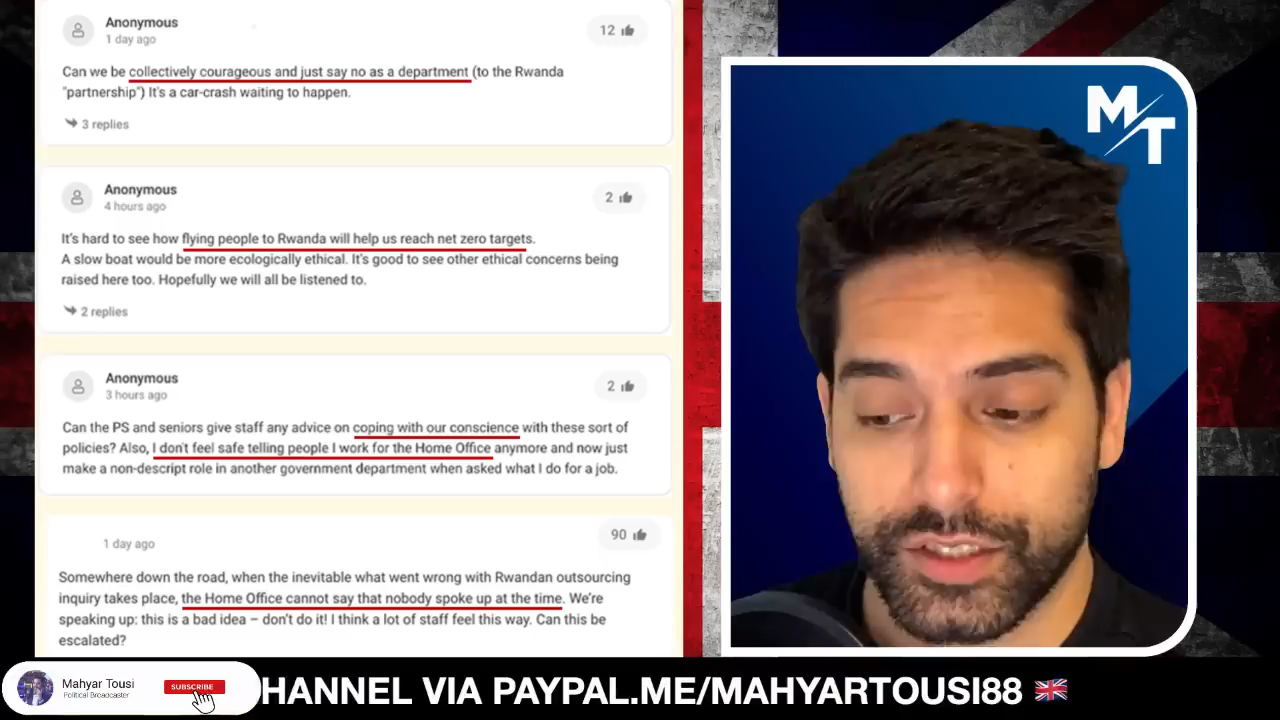 Anonymous
1 day ago
12
Can we be collectively courageous and just say no as a department (to the Rwanda
"partnership") It's a car-crash waiting to happen.
3 replies
Anonymous
4 hours ago
2
It's hard to see how flying people to Rwanda will help us reach net zero targets.
A slow boat would be more ecologically ethical. It's good to see other ethical concerns being
raised here too. Hopefully we will all be listened to.
2 replies
Anonymous
3 hours ago
2
Can the PS and seniors give staff any advice on coping with our conscience with these sort of
policies? Also, I don't feel safe telling people I work for the Home Office anymore and now just
make a non-descript role in another government department when asked what I do for a job.
1 day ago
90
Somewhere down the road, when the inevitable what went wrong with Rwandan outsourcing
inquiry takes place, the Home Office cannot say that nobody spoke up at the time. We're
speaking up: this is a bad idea – don't do it! I think a lot of staff feel this way. Can this be
escalated?
M/T
Mahyar Tousi
Political Broadcaster
SUBSCRIBE
HANNEL VIA PAYPAL.ME/MAHYARTOUSI88 🇬🇧